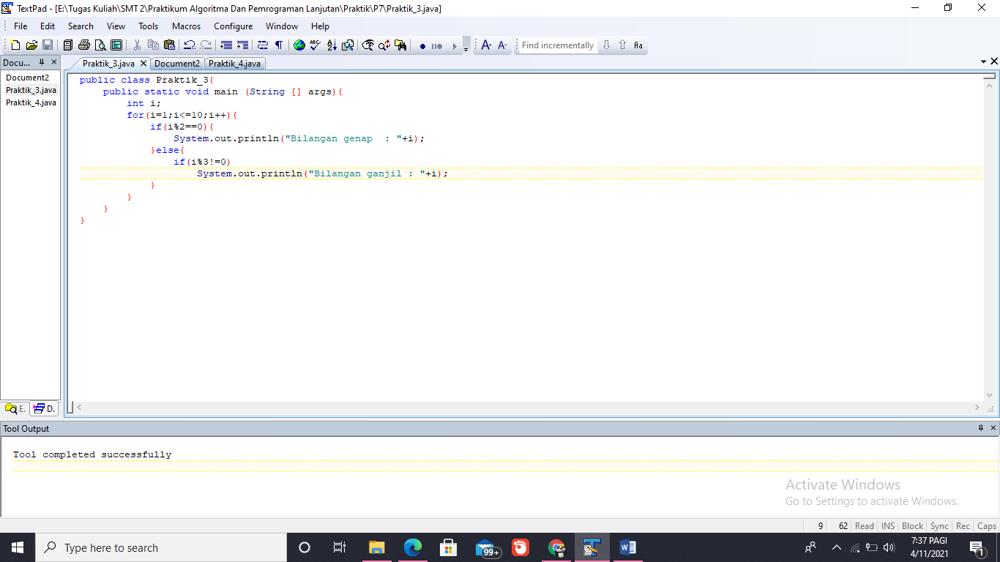 TextPad - [E:\Tugas Kuliah\SMT 2\Praktikum Algoritma Dan Pemrograman Lanjutan\Praktik\P7\Praktik_3.java]
File Edit Search View Tools Macros Configure Window Help
Find incrementally Aa
Docu...
Praktik_3.java Document2 Praktik_4.java
Document2
Praktik_3.java
Praktik_4.java
public class Praktik_3{
public static void main (String [] args){
int i;
for(i=1;i<=10;i++){
if(i%2==0){
System.out.println("Bilangan genap  : "+i);
}else{
if(i%3!=0)
System.out.println("Bilangan ganjil : "+i);
}
}
}
}
E. D.
Tool Output
Tool completed successfully
Activate Windows
Go to Settings to activate Windows.
9 62 Read INS Block Sync Rec Caps
Type here to search
99+
7:37 PAGI
4/11/2021
1